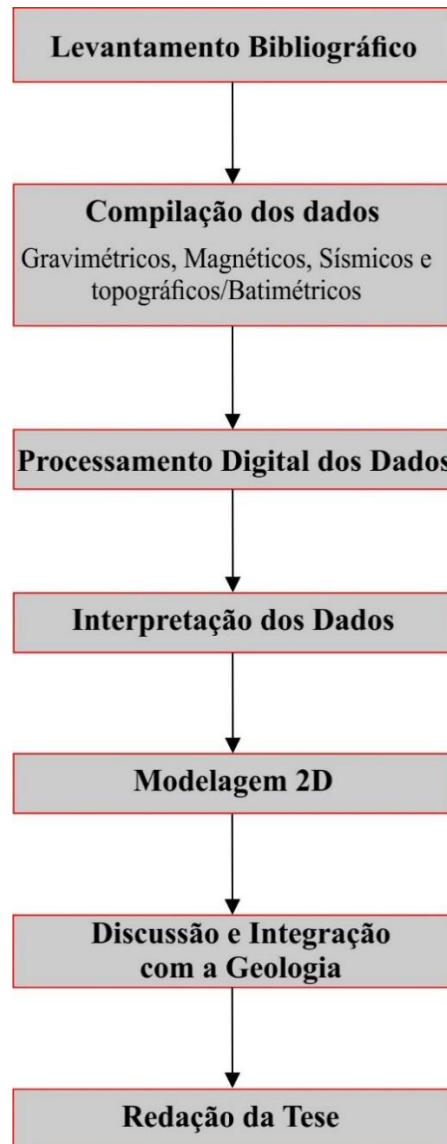 Levantamento Bibliográfico
Compilação dos dados
Gravimétricos, Magnéticos, Sísmicos e
topográficos/Batimétricos
Processamento Digital dos Dados
Interpretação dos Dados
Modelagem 2D
Discussão e Integração
com a Geologia
Redação da Tese